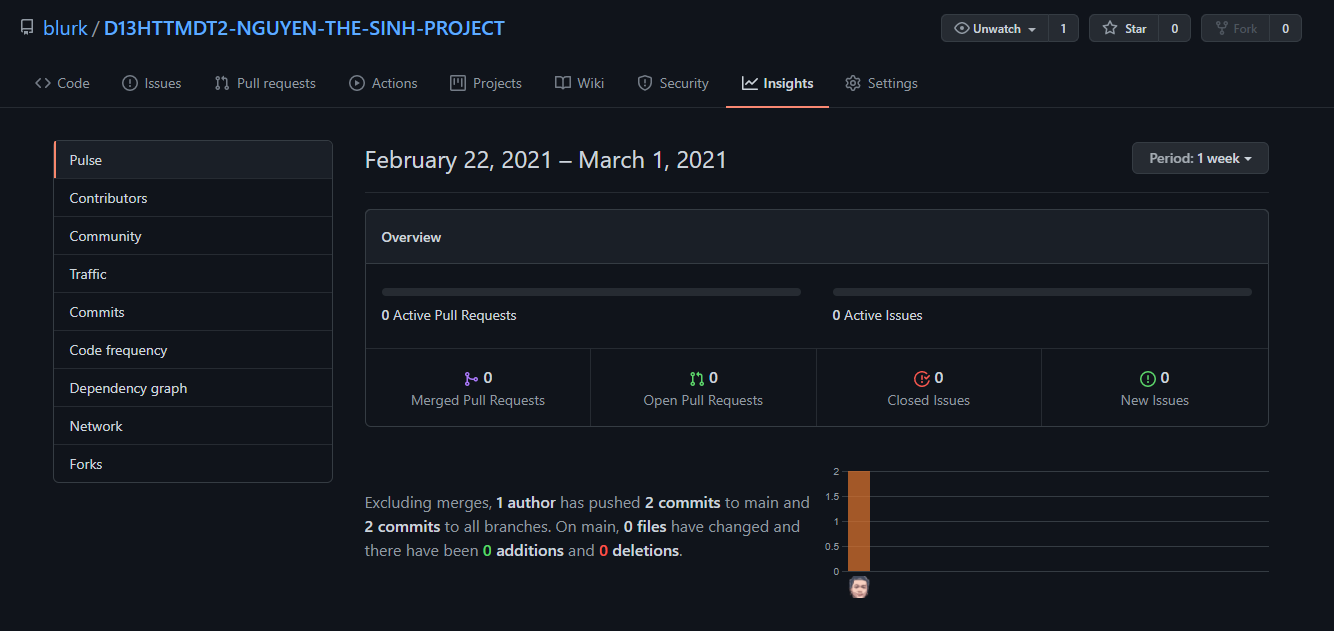 blurk / D13HTTMDT2-NGUYEN-THE-SINH-PROJECT
Unwatch 1 Star 0 Fork 0
Code Issues Pull requests Actions Projects Wiki Security Insights Settings
Pulse
Contributors
Community
Traffic
Commits
Code frequency
Dependency graph
Network
Forks
February 22, 2021 – March 1, 2021
Period: 1 week
Overview
0 Active Pull Requests
0 Active Issues
0
Merged Pull Requests
0
Open Pull Requests
0
Closed Issues
0
New Issues
Excluding merges, 1 author has pushed 2 commits to main and
2 commits to all branches. On main, 0 files have changed and
there have been 0 additions and 0 deletions.
2
1.5
1
0.5
0